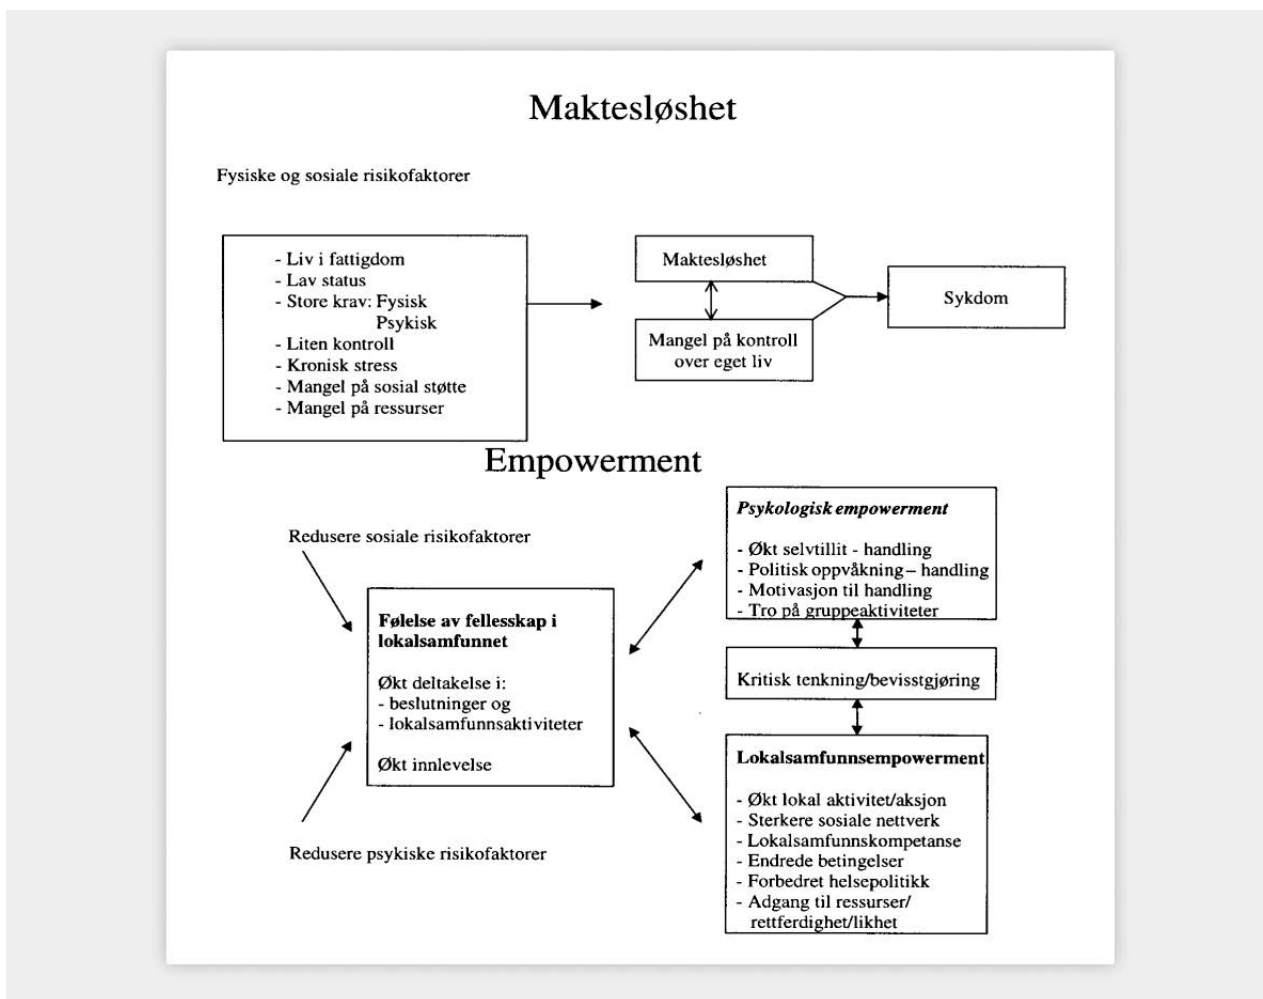 Maktesløshet
Fysiske og sosiale risikofaktorer
- Liv i fattigdom
- Lav status
- Store krav: Fysisk
Psykisk
- Liten kontroll
- Kronisk stress
- Mangel på sosial støtte
- Mangel på ressurser
Maktesløshet
Mangel på kontroll
over eget liv
Sykdom
Empowerment
Redusere sosiale risikofaktorer
Følelse av fellesskap i
lokalsamfunnet
Økt deltakelse i:
- beslutninger og
- lokalsamfunnsaktiviteter
Økt innlevelse
Redusere psykiske risikofaktorer
Psykologisk empowerment
- Økt selvtillit - handling
- Politisk oppvåkning – handling
- Motivasjon til handling
- Tro på gruppeaktiviteter
Kritisk tenkning/bevisstgjøring
Lokalsamfunnsempowerment
- Økt lokal aktivitet/aksjon
- Sterkere sosiale nettverk
- Lokalsamfunnskompetanse
- Endrede betingelser
- Forbedret helsepolitikk
- Adgang til ressurser/
rettferdighet/likhet